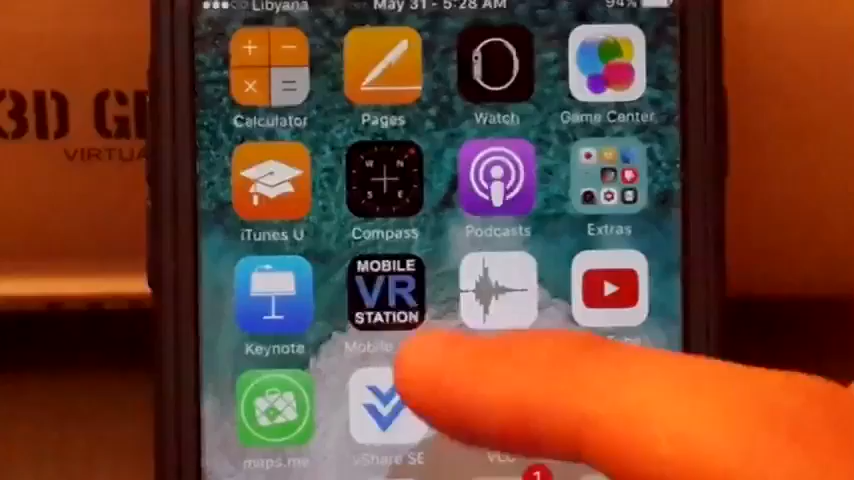 Libyana May 31 - 5:28 AM 94%
3D
VIRTUA
Calculator Pages Watch Game Center
W N
S E
iTunes U Compass Podcasts Extras
MOBILE
VR
STATION
Keynote Mobile
maps.me vShare SE VLC
1